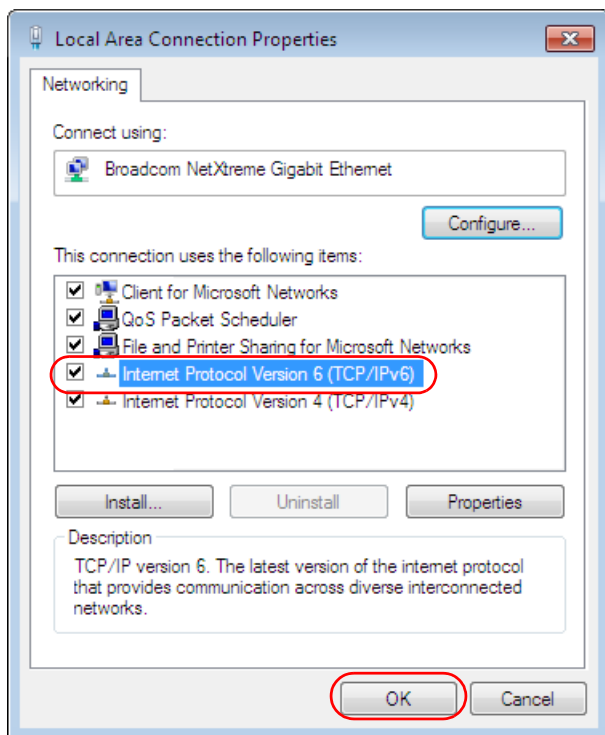 Local Area Connection Properties
Networking
Connect using:
Broadcom NetXtreme Gigabit Ethernet
Configure...
This connection uses the following items:
Client for Microsoft Networks
QoS Packet Scheduler
File and Printer Sharing for Microsoft Networks
Internet Protocol Version 6 (TCP/IPv6)
Internet Protocol Version 4 (TCP/IPv4)
Install...
Uninstall
Properties
Description
TCP/IP version 6. The latest version of the internet protocol
that provides communication across diverse interconnected
networks.
OK
Cancel